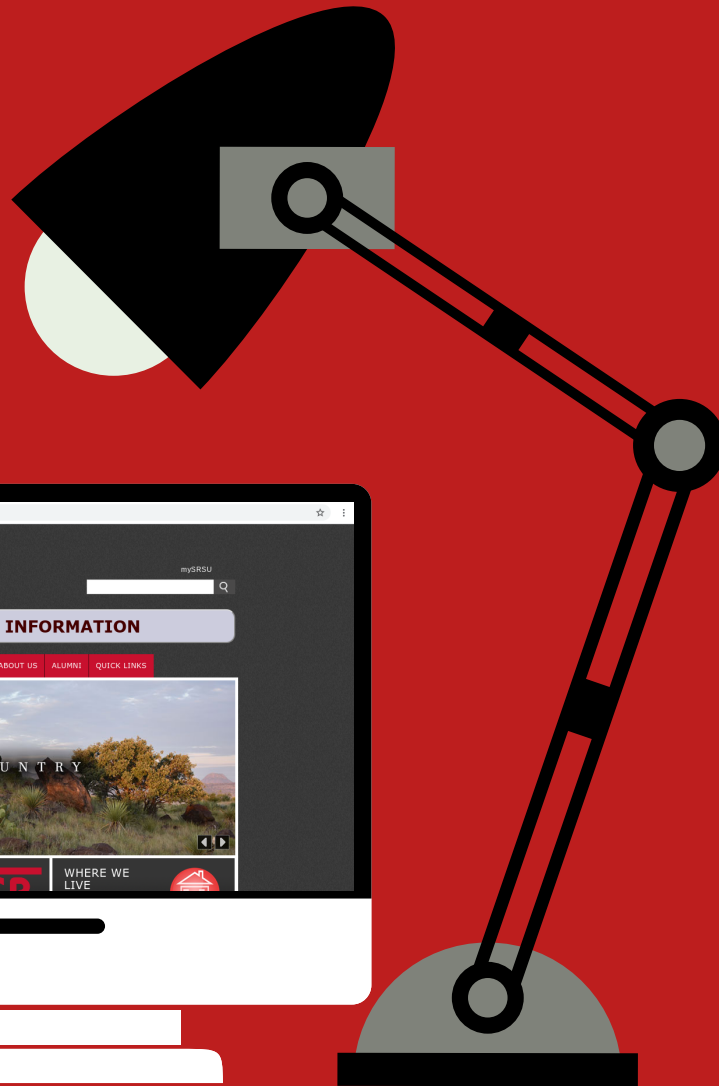 mySRSU
INFORMATION
ABOUT US ALUMNI QUICK LINKS
UNTRY
WHERE WE
LIVE